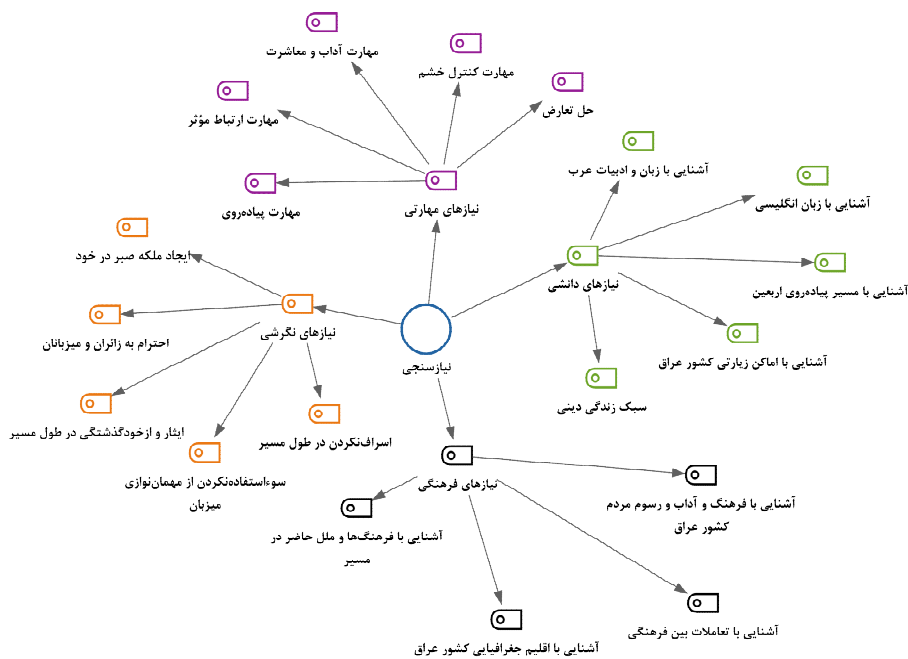 مهارت آداب و معاشرت
مهارت کنترل خشم
حل تعارض
مهارت ارتباط مؤثر
مهارت پیاده‌روی
نیازهای مهارتی
آشنایی با زبان و ادبیات عرب
آشنایی با زبان انگلیسی
آشنایی با مسیر پیاده‌روی اربعین
نیازهای دانشی
آشنایی با اماکن زیارتی کشور عراق
سبک زندگی دینی
ایجاد ملکه صبر در خود
نیازهای نگرشی
احترام به زائران و میزبانان
ایثار و ازخودگذشتگی در طول مسیر
اسراف‌نکردن در طول مسیر
سوءاستفاده‌نکردن از مهمان‌نوازی
میزبان
نیازسنجی
نیازهای فرهنگی
آشنایی با فرهنگ و آداب و رسوم مردم
کشور عراق
آشنایی با فرهنگ‌ها و ملل حاضر در
مسیر
آشنایی با تعاملات بین فرهنگی
آشنایی با اقلیم جغرافیایی کشور عراق